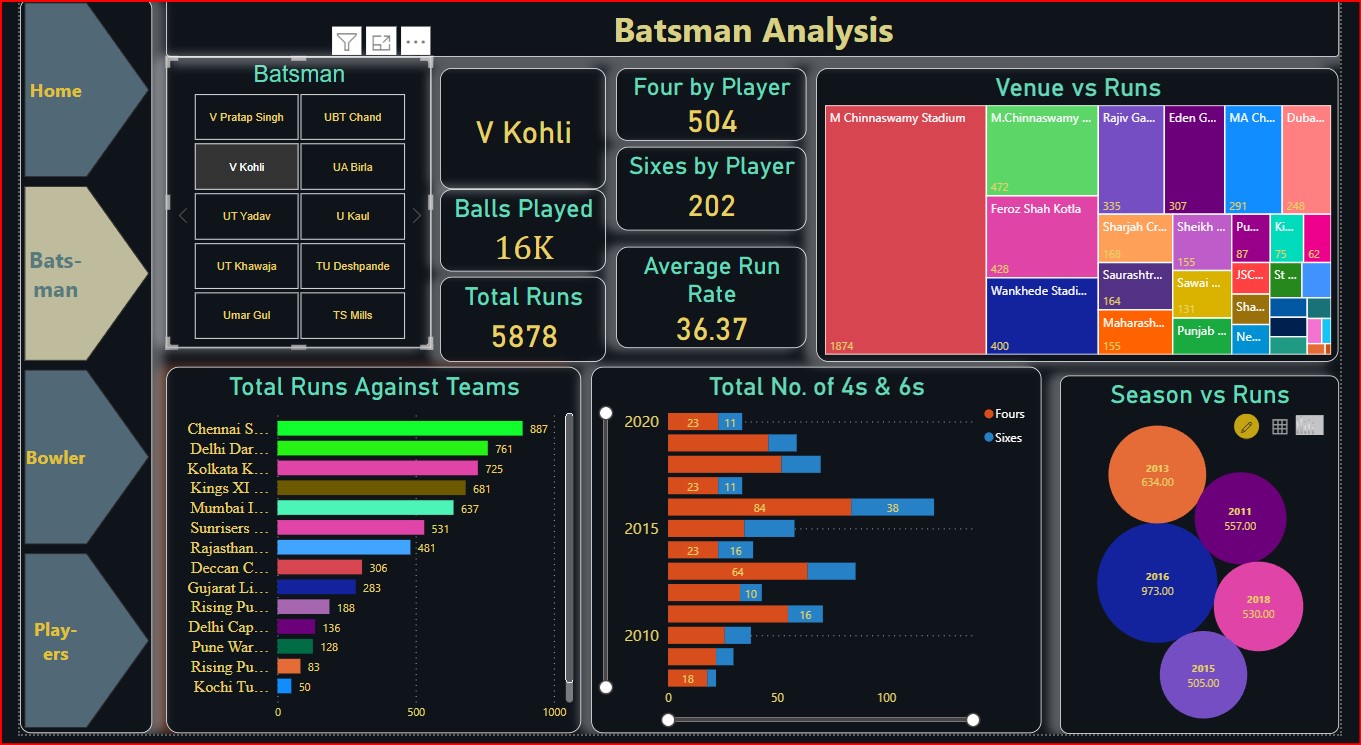 Batsman Analysis
Home
Bats-
man
Bowler
Play-
ers
Batsman
V Pratap Singh
UBT Chand
V Kohli
UA Birla
UT Yadav
U Kaul
UT Khawaja
TU Deshpande
Umar Gul
TS Mills
V Kohli
Balls Played
16K
Total Runs
5878
Four by Player
504
Sixes by Player
202
Average Run
Rate
36.37
Venue vs Runs
M Chinnaswamy Stadium
1874
M.Chinnaswamy ...
472
Feroz Shah Kotla
428
Wankhede Stadi...
400
Rajiv Ga...
335
Eden G...
307
MA Ch...
291
Duba...
248
Sharjah Cr...
168
Saurashtr...
164
Maharash...
155
Sheikh ...
155
Sawai ...
131
Punjab ...
Pu...
87
Ki...
75
62
JSC...
Sha...
Ne...
St ...
Total Runs Against Teams
Chennai S... 887
Delhi Dar... 761
Kolkata K... 725
Kings XI ... 681
Mumbai I... 637
Sunrisers ... 531
Rajasthan... 481
Deccan C... 306
Gujarat Li... 283
Rising Pu... 188
Delhi Cap... 136
Pune War... 128
Rising Pu... 83
Kochi Tu... 50
0 500 1000
Total No. of 4s & 6s
Fours
Sixes
2020 23 11
23 11
84 38
2015
23 16
64
10
16
2010
18
0 50 100
Season vs Runs
2013
634.00
2011
557.00
2016
973.00
2018
530.00
2015
505.00